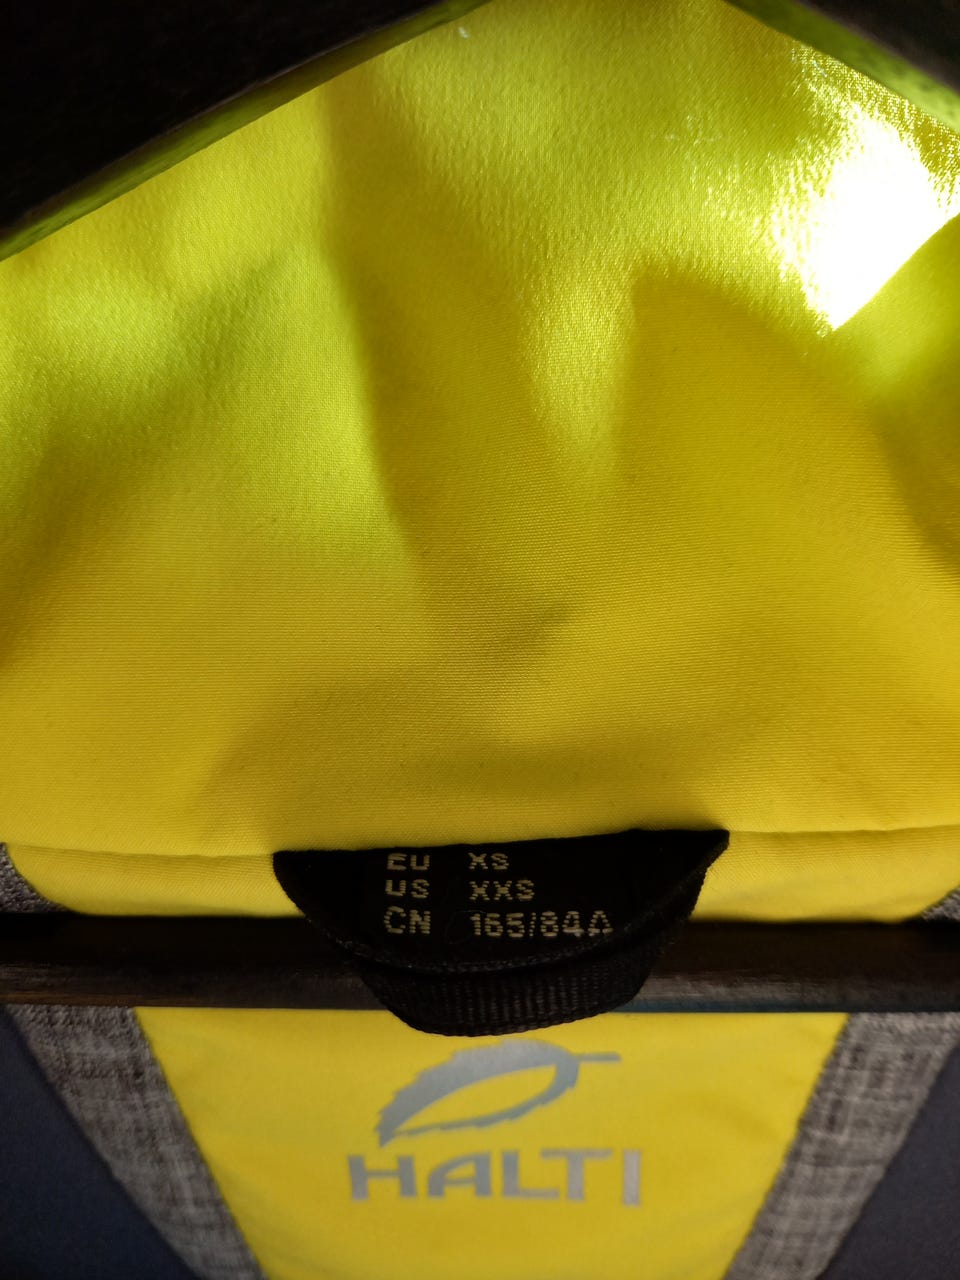 EU XS
US XXS
CN 165/84A
HALTI